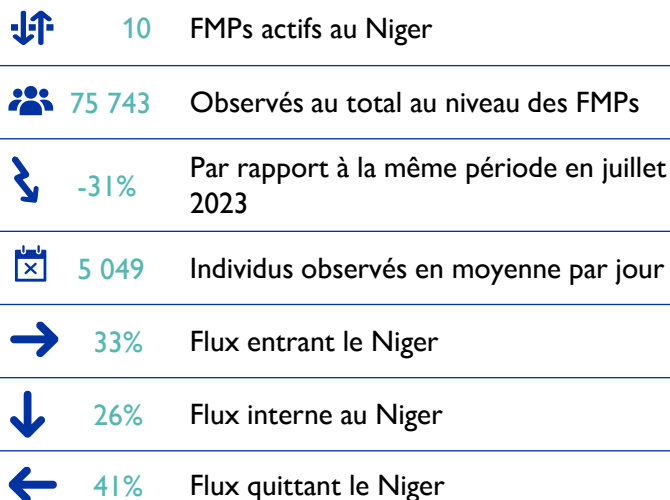 10 FMPs actifs au Niger
75 743 Observés au total au niveau des FMPs
-31% Par rapport à la même période en juillet
2023
5 049 Individus observés en moyenne par jour
33% Flux entrant le Niger
26% Flux interne au Niger
41% Flux quittant le Niger